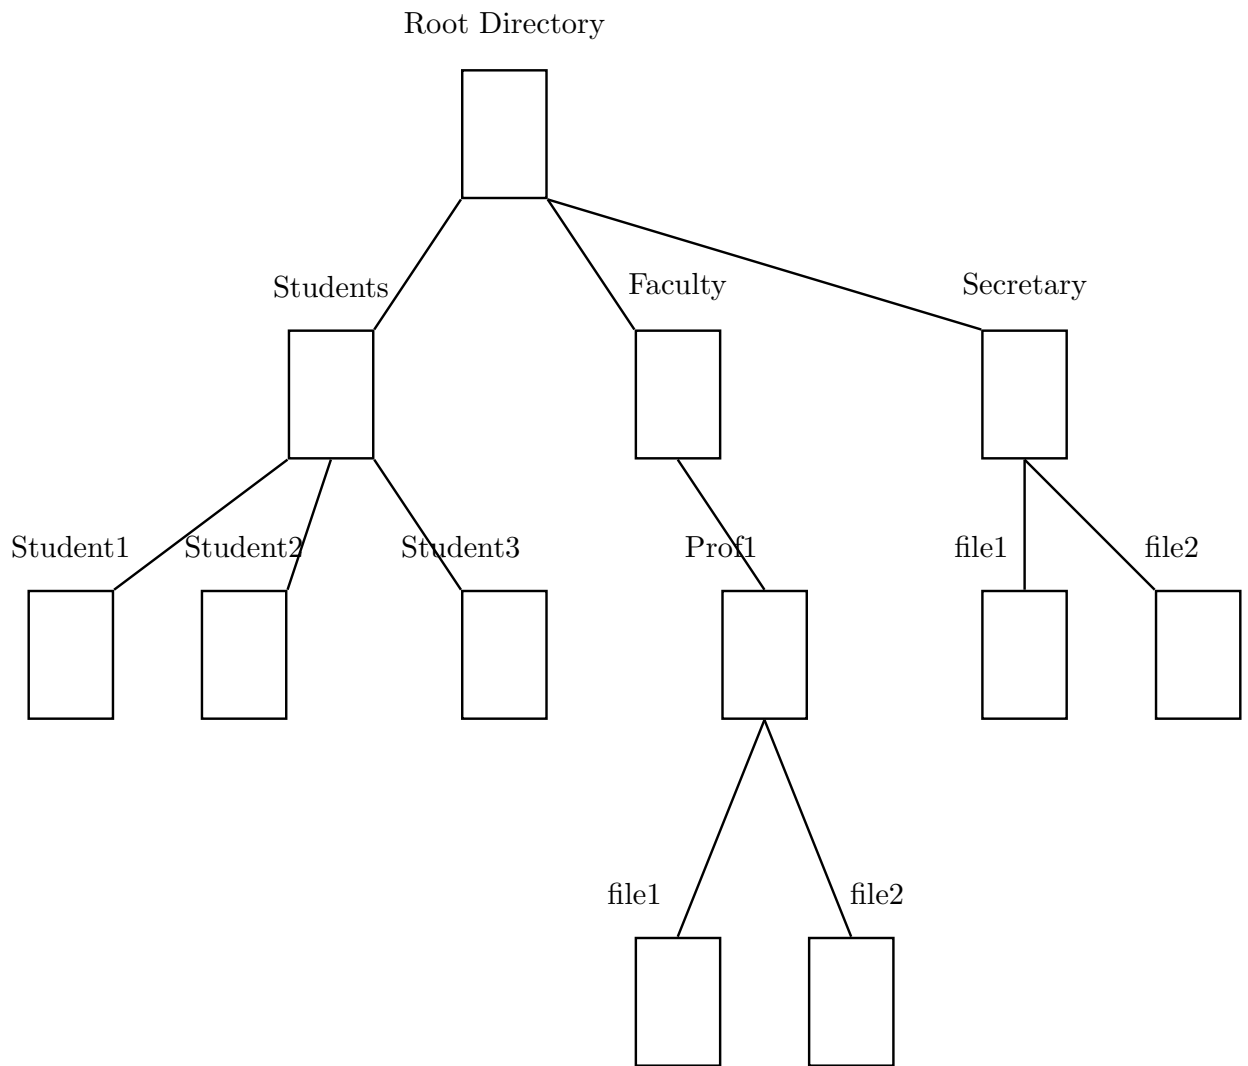 Root Directory
Students
Faculty
Secretary
Student1
Student2
Student3
Prof1
file1
file2
file1
file2